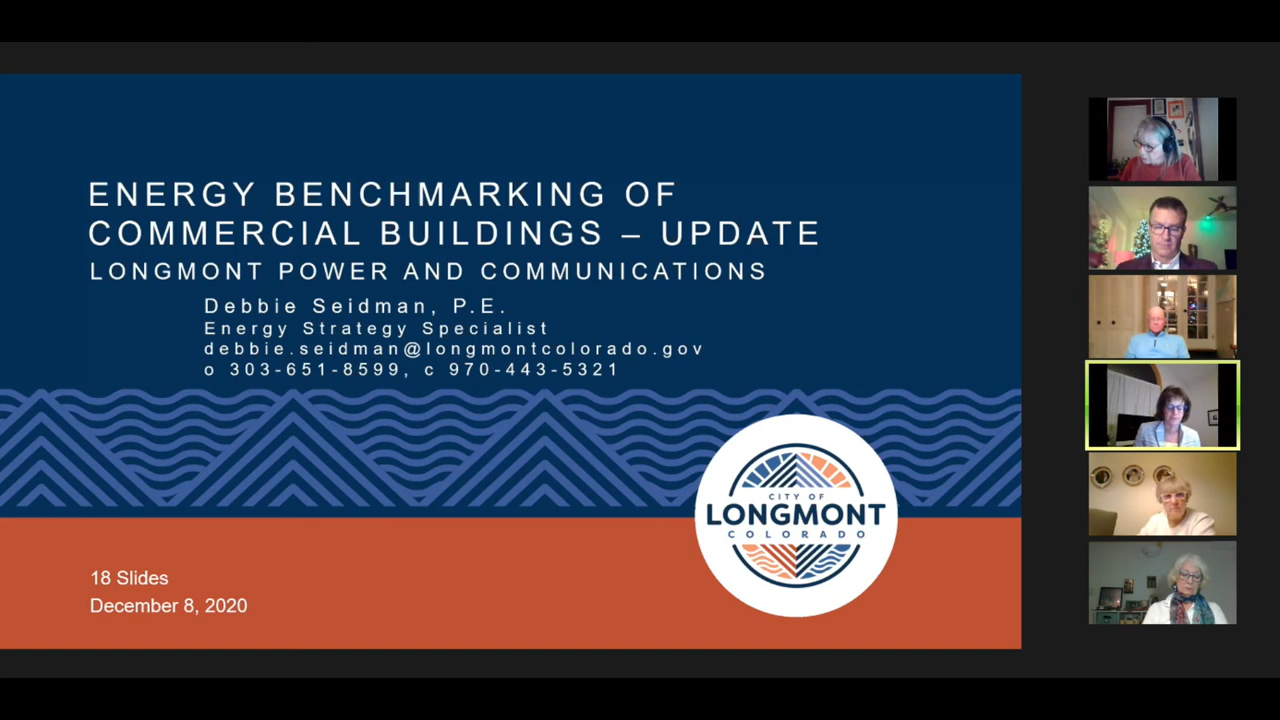 ENERGY BENCHMARKING OF
COMMERCIAL BUILDINGS – UPDATE
LONGMONT POWER AND COMMUNICATIONS
Debbie Seidman, P.E.
Energy Strategy Specialist
debbie.seidman@longmontcolorado.gov
o 303-651-8599, c 970-443-5321
CITY OF
LONGMONT
COLORADO
18 Slides
December 8, 2020